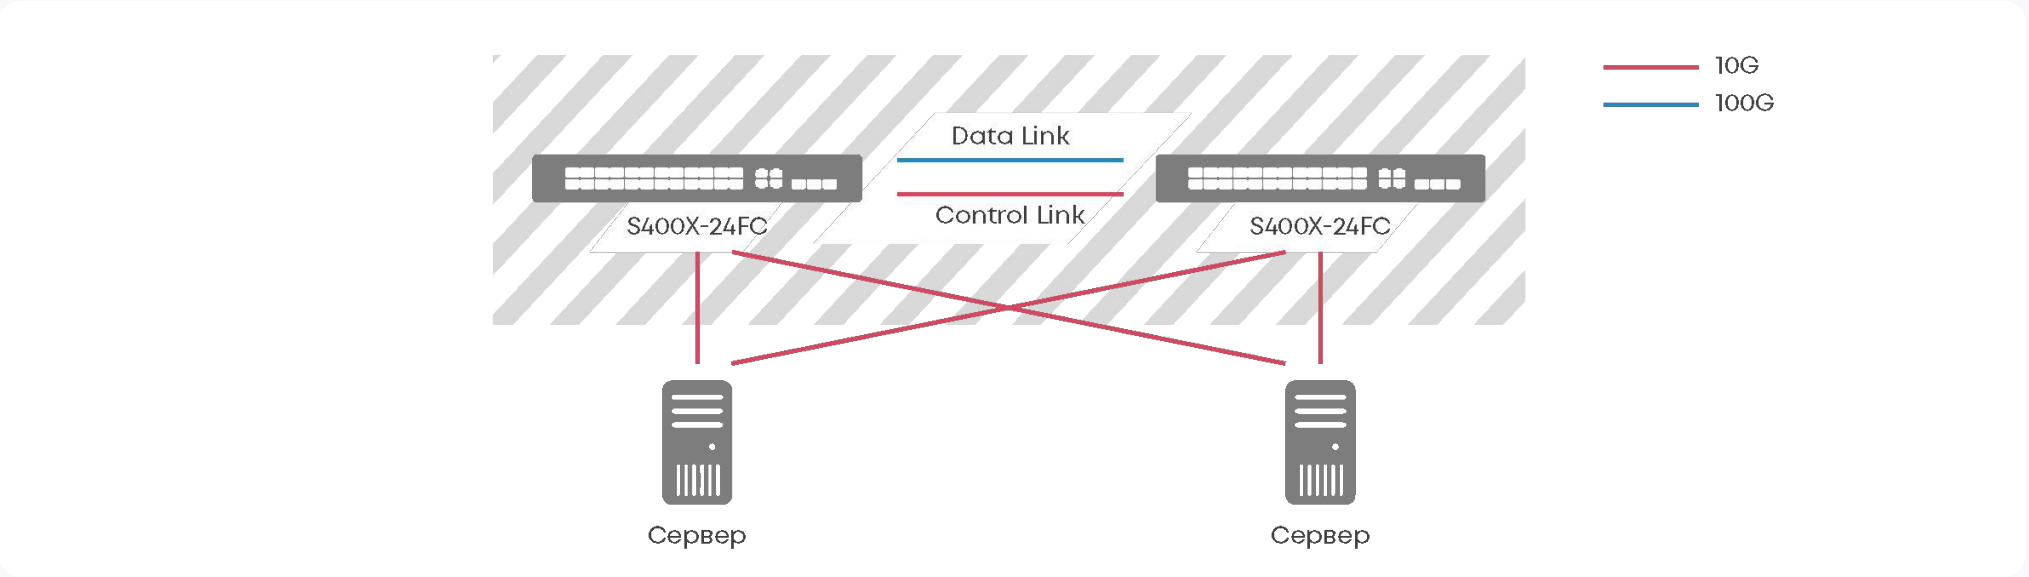 10G
100G
Data Link
Control Link
S400X-24FC
S400X-24FC
Сервер
Сервер